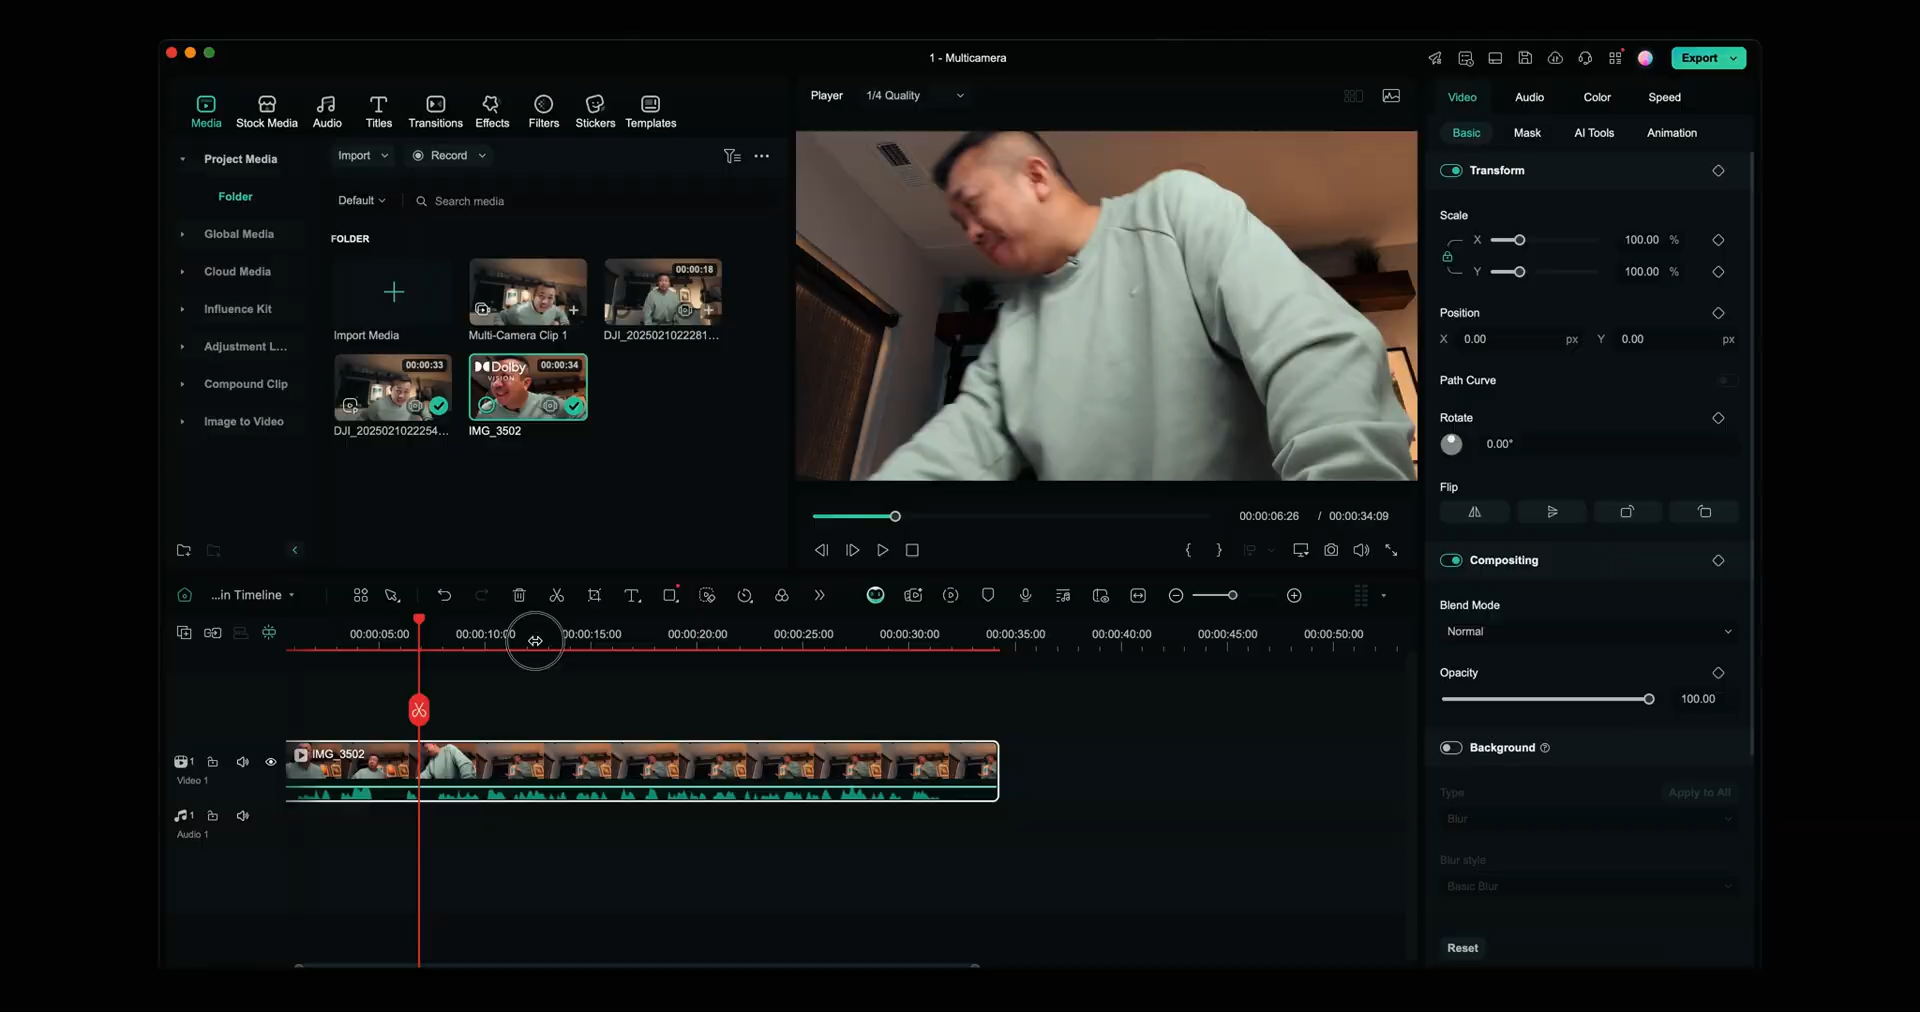 1 - Multicamera
Export
Media
Stock Media
Audio
Titles
Transitions
Effects
Filters
Stickers
Templates
Project Media
Folder
Global Media
Cloud Media
Influence Kit
Adjustment L...
Compound Clip
Image to Video
Import
Record
Default
Search media
FOLDER
Import Media
Multi-Camera Clip 1
00:00:18
DJI_2025021022281...
00:00:33
DJI_2025021022254...
Dolby
VISION
00:00:34
IMG_3502
Player
1/4 Quality
00:00:06:26 / 00:00:34:09
Video
Audio
Color
Speed
Basic
Mask
AI Tools
Animation
Transform
Scale
X 100.00 %
Y 100.00 %
Position
X 0.00 px Y 0.00 px
Path Curve
Rotate
0.00°
Flip
Compositing
Blend Mode
Normal
Opacity
100.00
Background
Type
Apply to All
Blur
Blur style
Basic Blur
Reset
...in Timeline
00:00:05:00
00:00:10:00
00:00:15:00
00:00:20:00
00:00:25:00
00:00:30:00
00:00:35:00
00:00:40:00
00:00:45:00
00:00:50:00
IMG_3502
1
Video 1
1
Audio 1